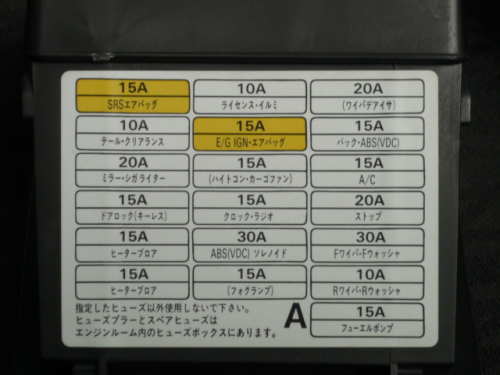 15A 10A 20A
SRSエアバッグ ライセンス・イルミ (ワイパデアイサ)
10A 15A 15A
テール・クリアランス E/G IGN・エアバッグ バック・ABS(VDC)
20A 15A 15A
ミラー・シガライター (ハイトコン・カーゴファン) A/C
15A 15A 20A
ドアロック(キーレス) クロック・ラジオ ストップ
15A 30A 30A
ヒーターブロア ABS(VDC) ソレノイド Fワイパ・Fウォッシャ
15A 15A 10A
ヒーターブロア (フォグランプ) Rワイパ・Rウォッシャ
指定したヒューズ以外使用しないで下さい。
ヒューズプラーとスペアヒューズは
エンジンルーム内のヒューズボックスにあります。
A
15A
フューエルポンプ